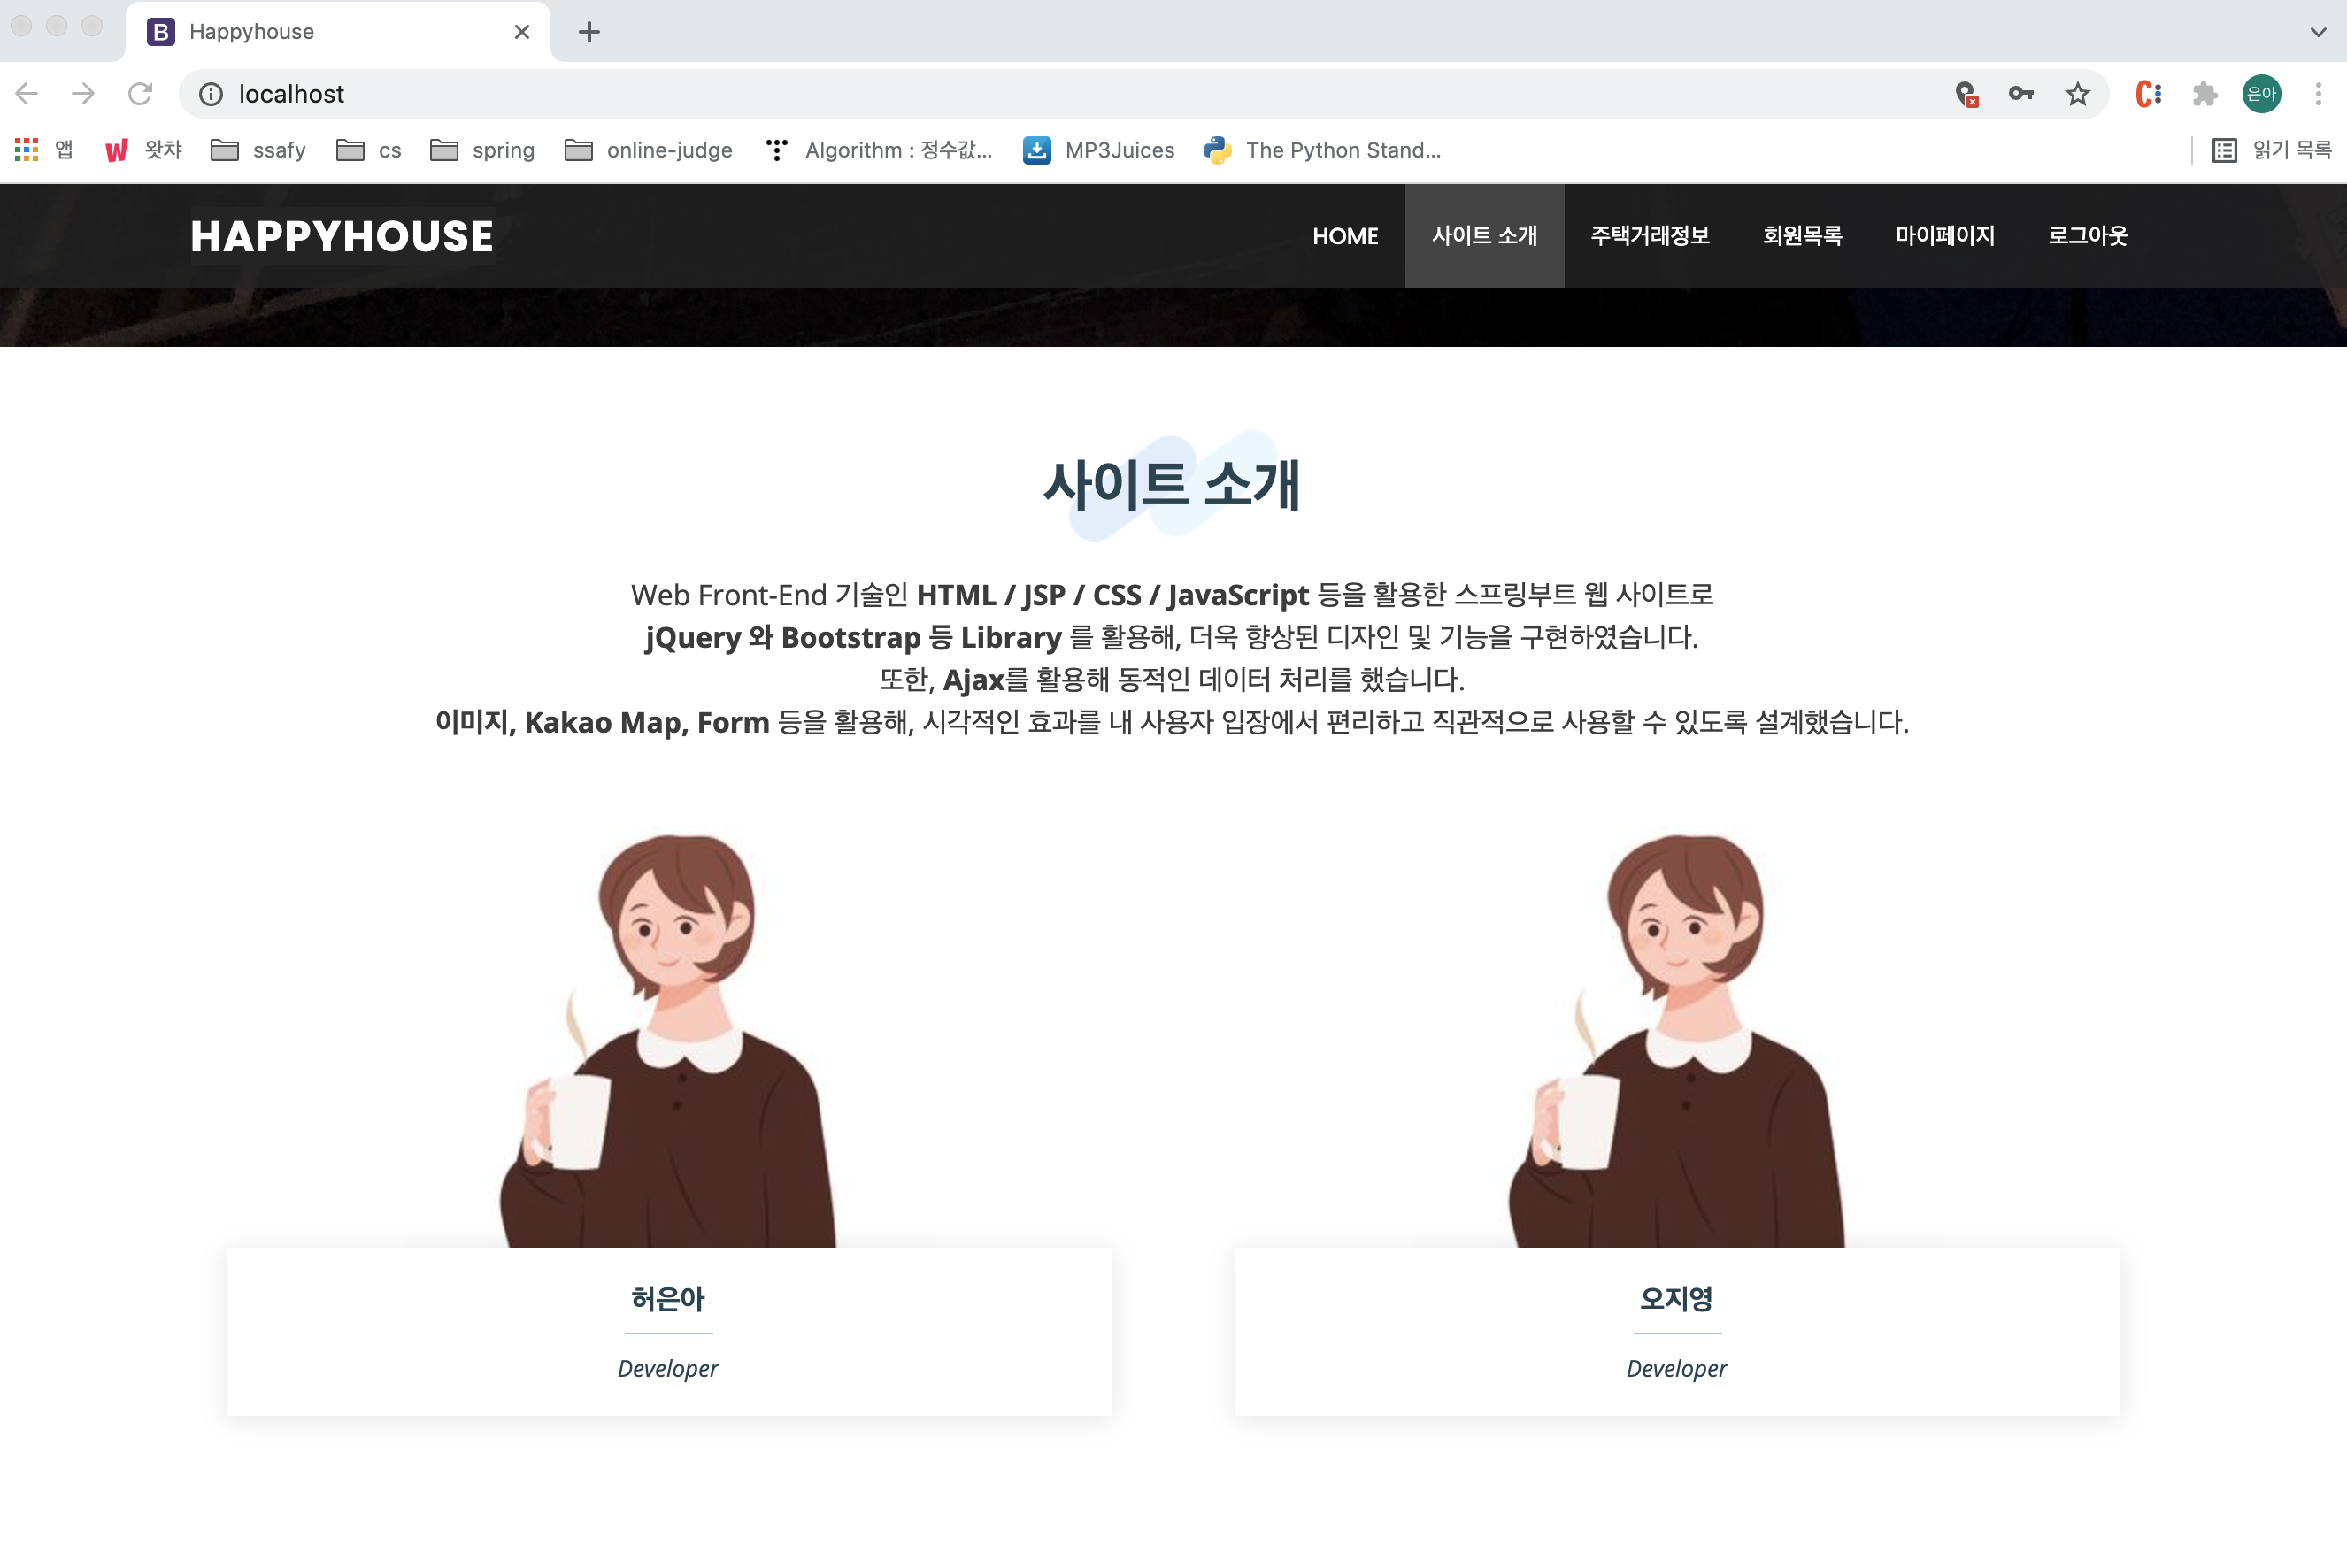 B Happyhouse
localhost
은아
앱 왓챠 ssafy cs spring online-judge Algorithm : 정수값... MP3Juices The Python Stand... 읽기 목록
HAPPYHOUSE HOME 사이트 소개 주택거래정보 회원목록 마이페이지 로그아웃
사이트 소개
Web Front-End 기술인 HTML / JSP / CSS / JavaScript 등을 활용한 스프링부트 웹 사이트로
jQuery 와 Bootstrap 등 Library 를 활용해, 더욱 향상된 디자인 및 기능을 구현하였습니다.
또한, Ajax를 활용해 동적인 데이터 처리를 했습니다.
이미지, Kakao Map, Form 등을 활용해, 시각적인 효과를 내 사용자 입장에서 편리하고 직관적으로 사용할 수 있도록 설계했습니다.
허은아
Developer
오지영
Developer